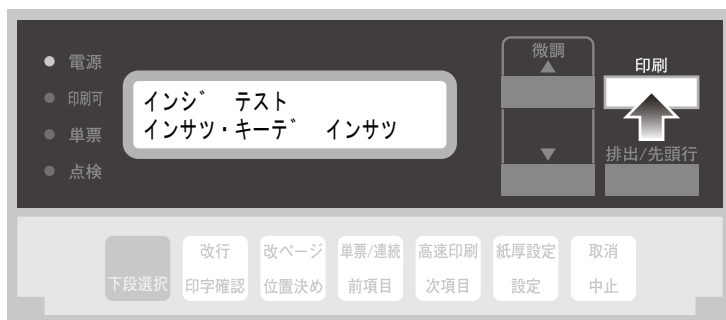 微調
電源
印刷
印刷可
インジ テスト
インサツ・キーデ インサツ
単票
排出/先頭行
点検
改行
改ページ
単票/連続
高速印刷
紙厚設定
取消
下段選択
印字確認
位置決め
前項目
次項目
設定
中止